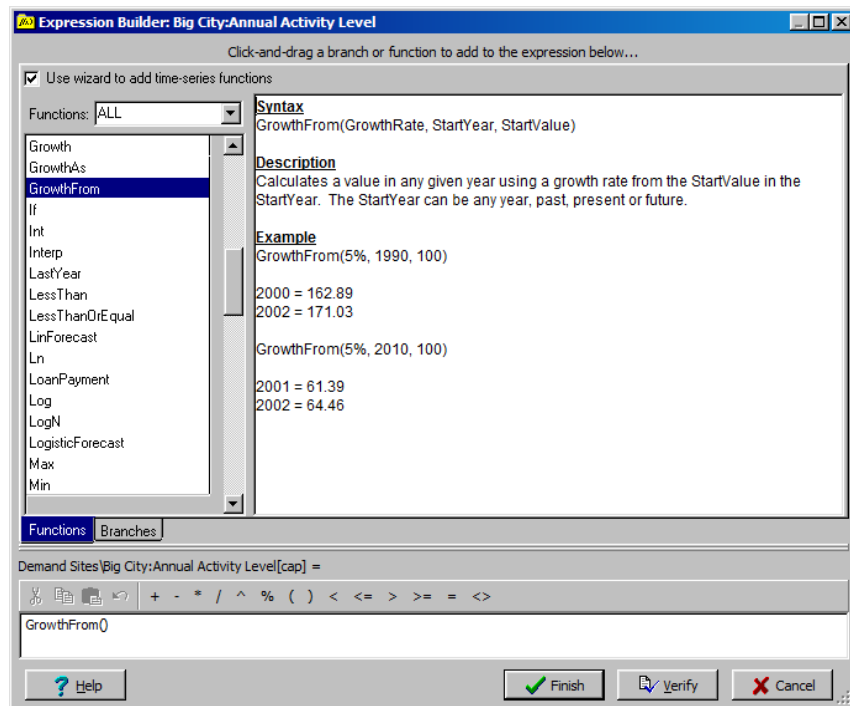 Expression Builder: Big City:Annual Activity Level
Click-and-drag a branch or function to add to the expression below...
Use wizard to add time-series functions
Functions: ALL
Growth
GrowthAs
GrowthFrom
If
Int
Interp
LastYear
LessThan
LessThanOrEqual
LinForecast
Ln
LoanPayment
Log
LogN
LogisticForecast
Max
Min
Syntax
GrowthFrom(GrowthRate, StartYear, StartValue)
Description
Calculates a value in any given year using a growth rate from the StartValue in the
StartYear. The StartYear can be any year, past, present or future.
Example
GrowthFrom(5%, 1990, 100)
2000 = 162.89
2002 = 171.03
GrowthFrom(5%, 2010, 100)
2001 = 61.39
2002 = 64.46
Functions Branches
Demand Sites\Big City:Annual Activity Level[cap] =
+ - * / ^ % ( ) < <= > >= = <>
GrowthFrom()
? Help Finish Verify Cancel